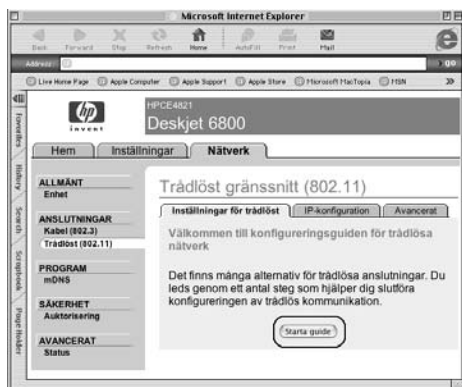 Microsoft Internet Explorer
Back Forward Stop Refresh Home AutoFill Print Mail
Address: go
Live Home Page Apple Computer Apple Support Apple Store Microsoft MacTopia MSN
Favorites
History
Search
Scrapbook
Page Holder
hp
invent
HPCE4821
Deskjet 6800
Hem Inställningar Nätverk
ALLMÄNT
Enhet
ANSLUTNINGAR
Kabel (802.3)
Trådlöst (802.11)
PROGRAM
mDNS
SÄKERHET
Auktorisering
AVANCERAT
Status
Trådlöst gränssnitt (802.11)
Inställningar för trådlöst IP-konfiguration Avancerat
Välkommen till konfigureringsguiden för trådlösa
nätverk
Det finns många alternativ för trådlösa anslutningar. Du
leds genom ett antal steg som hjälper dig slutföra
konfigureringen av trådlös kommunikation.
Starta guide